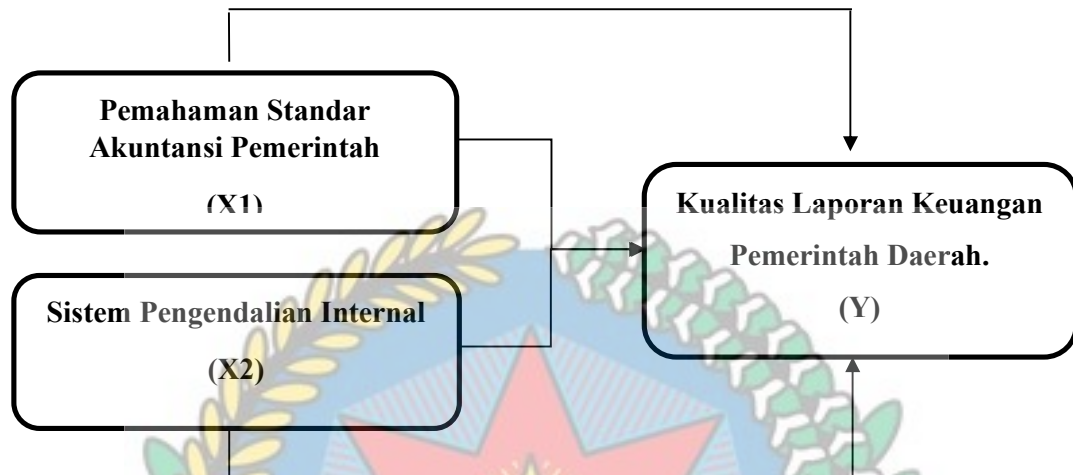 Pemahaman Standar
Akuntansi Pemerintah
(X1)
Sistem Pengendalian Internal
(X2)
Kualitas Laporan Keuangan
Pemerintah Daerah.
(Y)